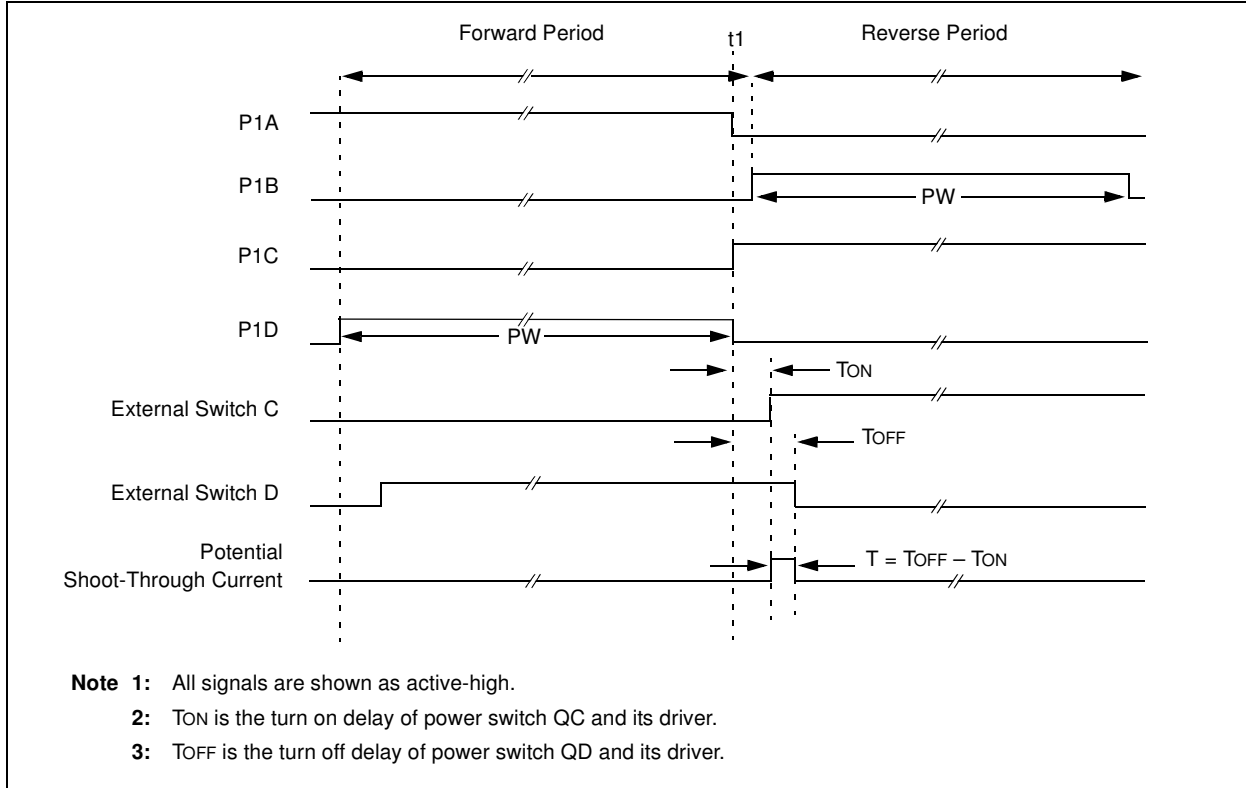 Forward Period
t1
Reverse Period
P1A
P1B
PW
P1C
P1D
PW
TON
External Switch C
TOFF
External Switch D
Potential
Shoot-Through Current
T = TOFF – TON
Note 1: All signals are shown as active-high.
2: TON is the turn on delay of power switch QC and its driver.
3: TOFF is the turn off delay of power switch QD and its driver.